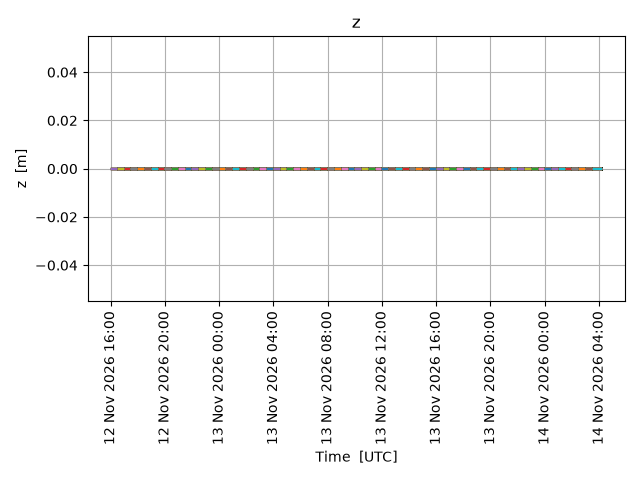 z
0.04
0.02
0.00
−0.02
−0.04
z [m]
12 Nov 2026 16:00
12 Nov 2026 20:00
13 Nov 2026 00:00
13 Nov 2026 04:00
13 Nov 2026 08:00
13 Nov 2026 12:00
13 Nov 2026 16:00
13 Nov 2026 20:00
14 Nov 2026 00:00
14 Nov 2026 04:00
Time [UTC]